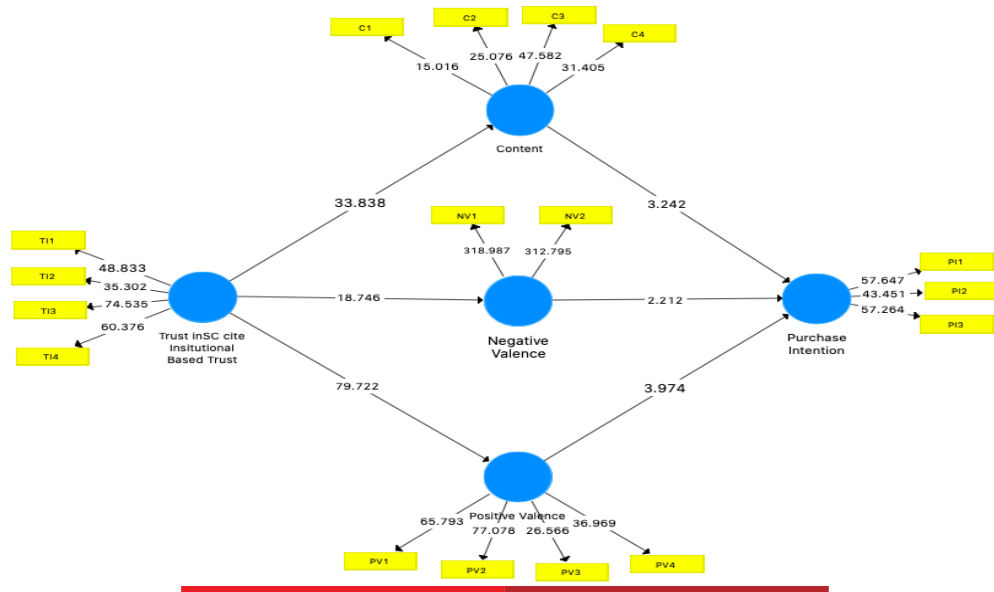 C1
C2
C3
C4
15.016
25.076
47.582
31.405
Content
33.838
3.242
NV1
NV2
318.987
312.795
TI1
TI2
TI3
TI4
48.833
35.302
74.535
60.376
Trust inSC cite
Insitutional
Based Trust
18.746
Negative
Valence
2.212
PI1
PI2
PI3
57.647
43.451
57.264
Purchase
Intention
79.722
3.974
Positive Valence
65.793
77.078
26.566
36.969
PV1
PV2
PV3
PV4